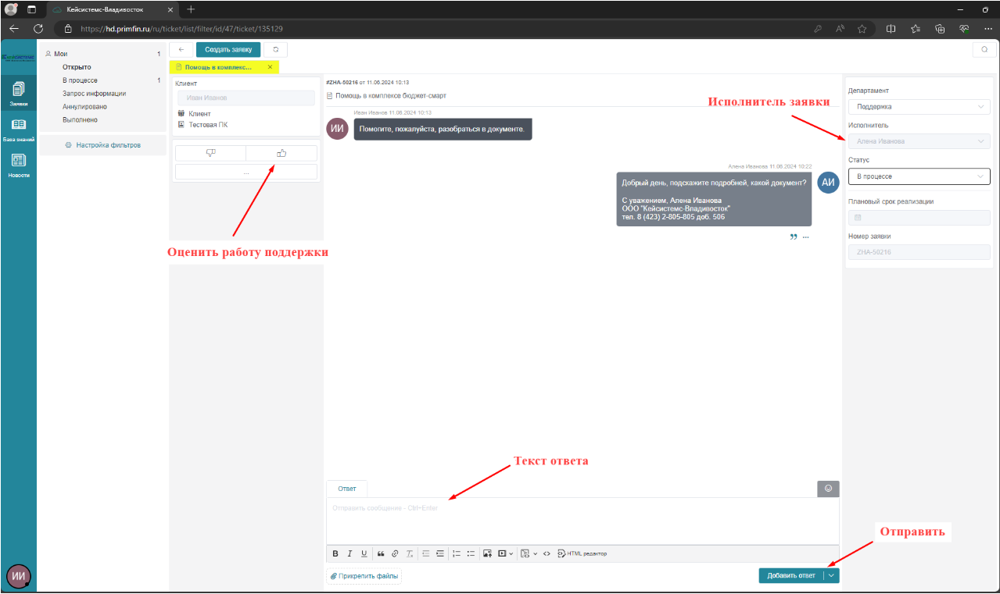 Кейсистемс-Владивосток
https://hd.primfin.ru/ru/ticket/list/filter/id/47/ticket/135129
Кейсистемс
Заявки
База знаний
Новости
ИИ
Мои 1
Открыто
В процессе 1
Запрос информации
Аннулировано
Выполнено
Настройка фильтров
Создать заявку
Помощь в комплекс...
Клиент
Иван Иванов
Клиент
Тестовая ПК
...
Оценить работу поддержки
#ZHA-50216 от 11.06.2024 10:13
Помощь в комплексе бюджет-смарт
Иван Иванов 11.06.2024 10:13
ИИ
Помогите, пожалуйста, разобраться в документе.
Алена Иванова 11.06.2024 10:22
Добрый день, подскажите подробней, какой документ?
С уважением, Алена Иванова
ООО "Кейсистемс-Владивосток"
тел. 8 (423) 2-805-805 доб. 506
АИ
Исполнитель заявки
Департамент
Поддержка
Исполнитель
Алена Иванова
Статус
В процессе
Плановый срок реализации
Номер заявки
ZHA-50216
Текст ответа
Ответ
Отправить сообщение - Ctrl+Enter
B I U
HTML редактор
Прикрепить файлы
Отправить
Добавить ответ